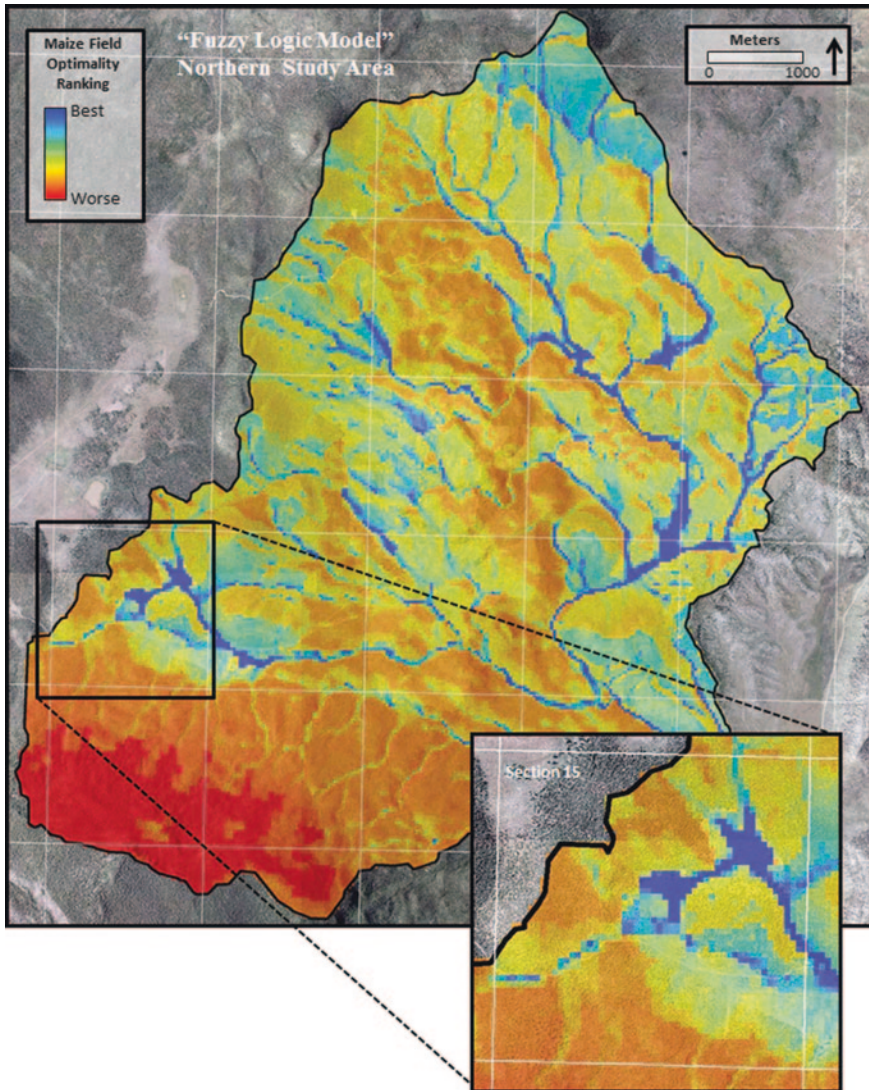 Maize Field
Optimality
Ranking
Best
Worse
“Fuzzy Logic Model”
Northern Study Area
Meters
0 1000
Section 15